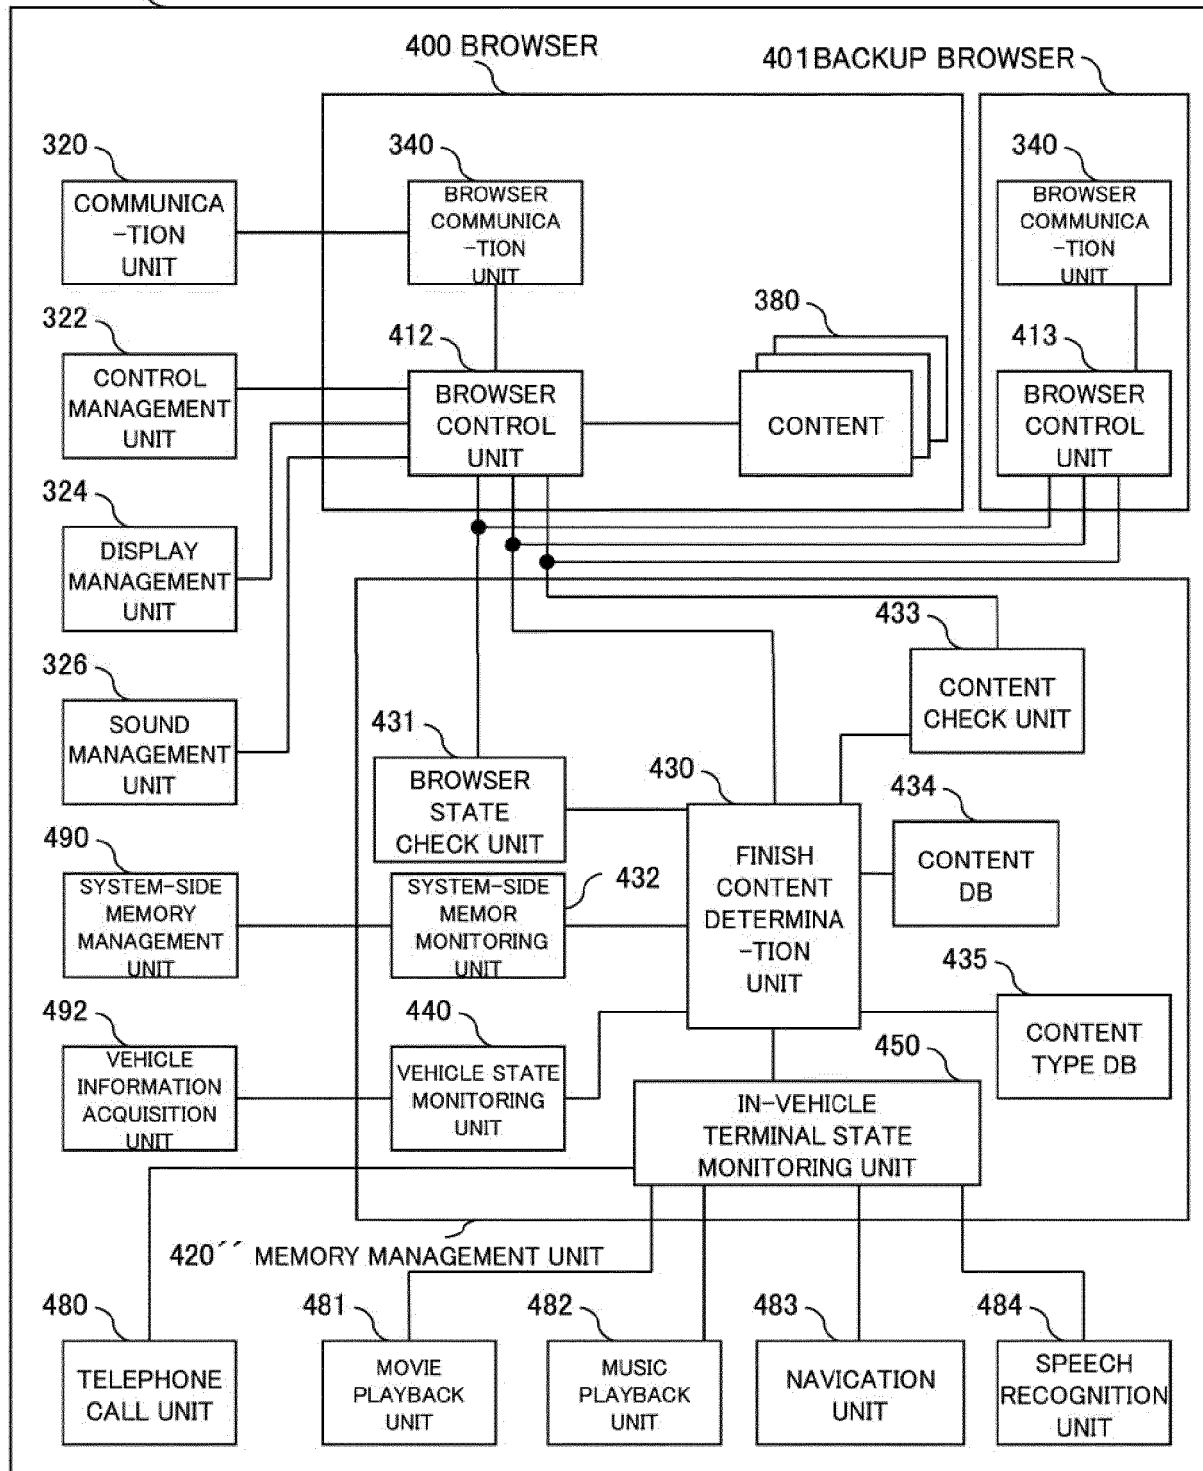 400 BROWSER
401 BACKUP BROWSER
320
COMMUNICA
-TION
UNIT
340
BROWSER
COMMUNICA
-TION
UNIT
340
BROWSER
COMMUNICA
-TION
UNIT
322
CONTROL
MANAGEMENT
UNIT
412
BROWSER
CONTROL
UNIT
380
CONTENT
413
BROWSER
CONTROL
UNIT
324
DISPLAY
MANAGEMENT
UNIT
326
SOUND
MANAGEMENT
UNIT
431
BROWSER
STATE
CHECK UNIT
430
FINISH
CONTENT
DETERMINA
-TION
UNIT
433
CONTENT
CHECK UNIT
434
CONTENT
DB
490
SYSTEM-SIDE
MEMORY
MANAGEMENT
UNIT
432
SYSTEM-SIDE
MEMOR
MONITORING
UNIT
435
CONTENT
TYPE DB
492
VEHICLE
INFORMATION
ACQUISITION
UNIT
440
VEHICLE STATE
MONITORING
UNIT
450
IN-VEHICLE
TERMINAL STATE
MONITORING UNIT
420´´ MEMORY MANAGEMENT UNIT
480
TELEPHONE
CALL UNIT
481
MOVIE
PLAYBACK
UNIT
482
MUSIC
PLAYBACK
UNIT
483
NAVICATION
UNIT
484
SPEECH
RECOGNITION
UNIT